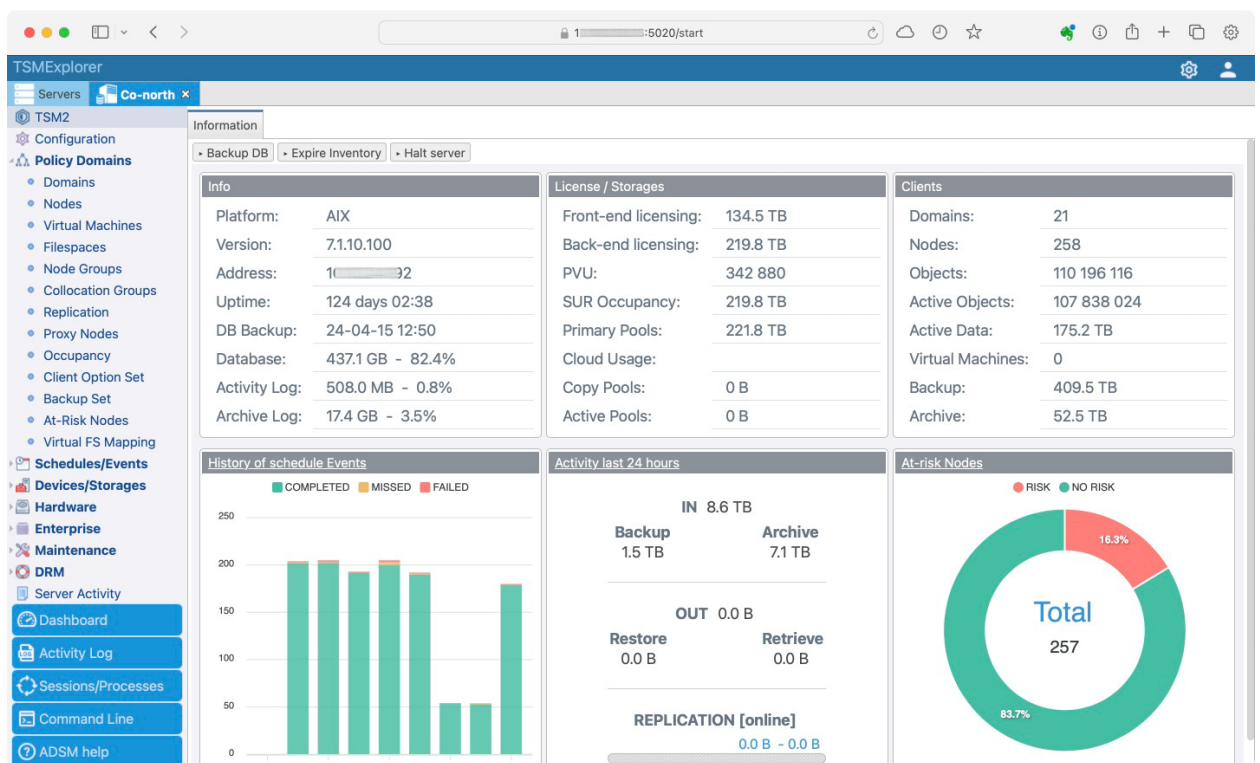 1 :5020/start
TSMExplorer
Servers
Co-north ×
TSM2
Configuration
Policy Domains
Domains
Nodes
Virtual Machines
Filespaces
Node Groups
Collocation Groups
Replication
Proxy Nodes
Occupancy
Client Option Set
Backup Set
At-Risk Nodes
Virtual FS Mapping
Schedules/Events
Devices/Storages
Hardware
Enterprise
Maintenance
DRM
Server Activity
Dashboard
Activity Log
Sessions/Processes
Command Line
ADSM help
Information
Backup DB Expire Inventory Halt server
Info
Platform: AIX
Version: 7.1.10.100
Address: 1 92
Uptime: 124 days 02:38
DB Backup: 24-04-15 12:50
Database: 437.1 GB - 82.4%
Activity Log: 508.0 MB - 0.8%
Archive Log: 17.4 GB - 3.5%
License / Storages
Front-end licensing: 134.5 TB
Back-end licensing: 219.8 TB
PVU: 342 880
SUR Occupancy: 219.8 TB
Primary Pools: 221.8 TB
Cloud Usage:
Copy Pools: 0 B
Active Pools: 0 B
Clients
Domains: 21
Nodes: 258
Objects: 110 196 116
Active Objects: 107 838 024
Active Data: 175.2 TB
Virtual Machines: 0
Backup: 409.5 TB
Archive: 52.5 TB
History of schedule Events
COMPLETED MISSED FAILED
250
200
150
100
50
0
Activity last 24 hours
IN 8.6 TB
Backup Archive
1.5 TB 7.1 TB
OUT 0.0 B
Restore Retrieve
0.0 B 0.0 B
REPLICATION [online]
0.0 B - 0.0 B
At-risk Nodes
RISK NO RISK
16.3%
Total
257
83.7%